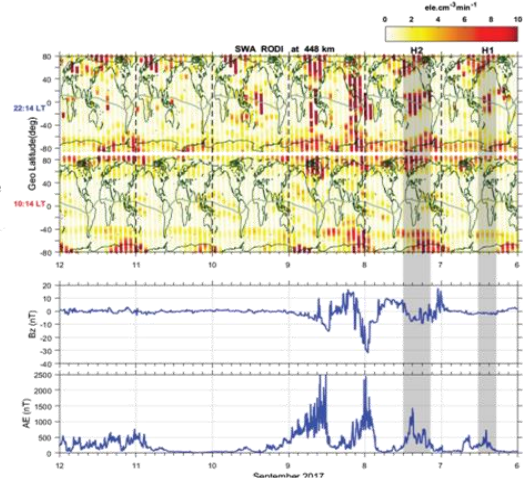 ele.cm⁻³min⁻¹
0 2 4 6 8 10
SWA RODI at 448 km H2 H1
80
40
0
-40
-80
80
40
0
-40
-80
22:14 LT
10:14 LT
Geo Latitude(deg)
12 11 10 9 8 7 6
20
10
0
-10
-20
-30
-40
Bz (nT)
2500
2000
1500
1000
500
0
AE (nT)
12 11 10 9 8 7 6
September 2017